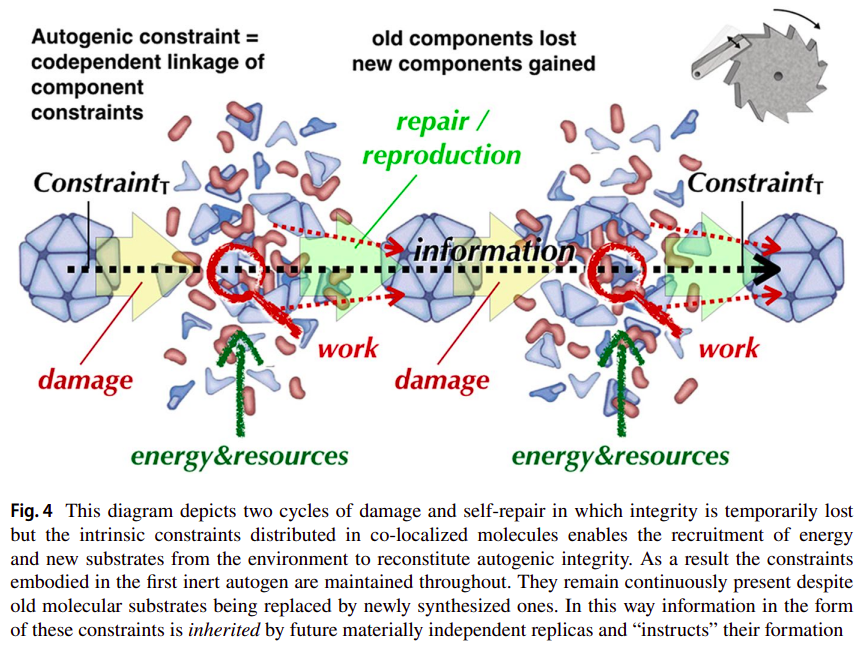 Autogenic constraint =
codependent linkage of
component
constraints
old components lost
new components gained
repair /
reproduction
ConstraintT
ConstraintT
information
damage
work
damage
work
energy&resources
energy&resources
Fig. 4 This diagram depicts two cycles of damage and self-repair in which integrity is temporarily lost
but the intrinsic constraints distributed in co-localized molecules enables the recruitment of energy
and new substrates from the environment to reconstitute autogenic integrity. As a result the constraints
embodied in the first inert autogen are maintained throughout. They remain continuously present despite
old molecular substrates being replaced by newly synthesized ones. In this way information in the form
of these constraints is inherited by future materially independent replicas and “instructs” their formation